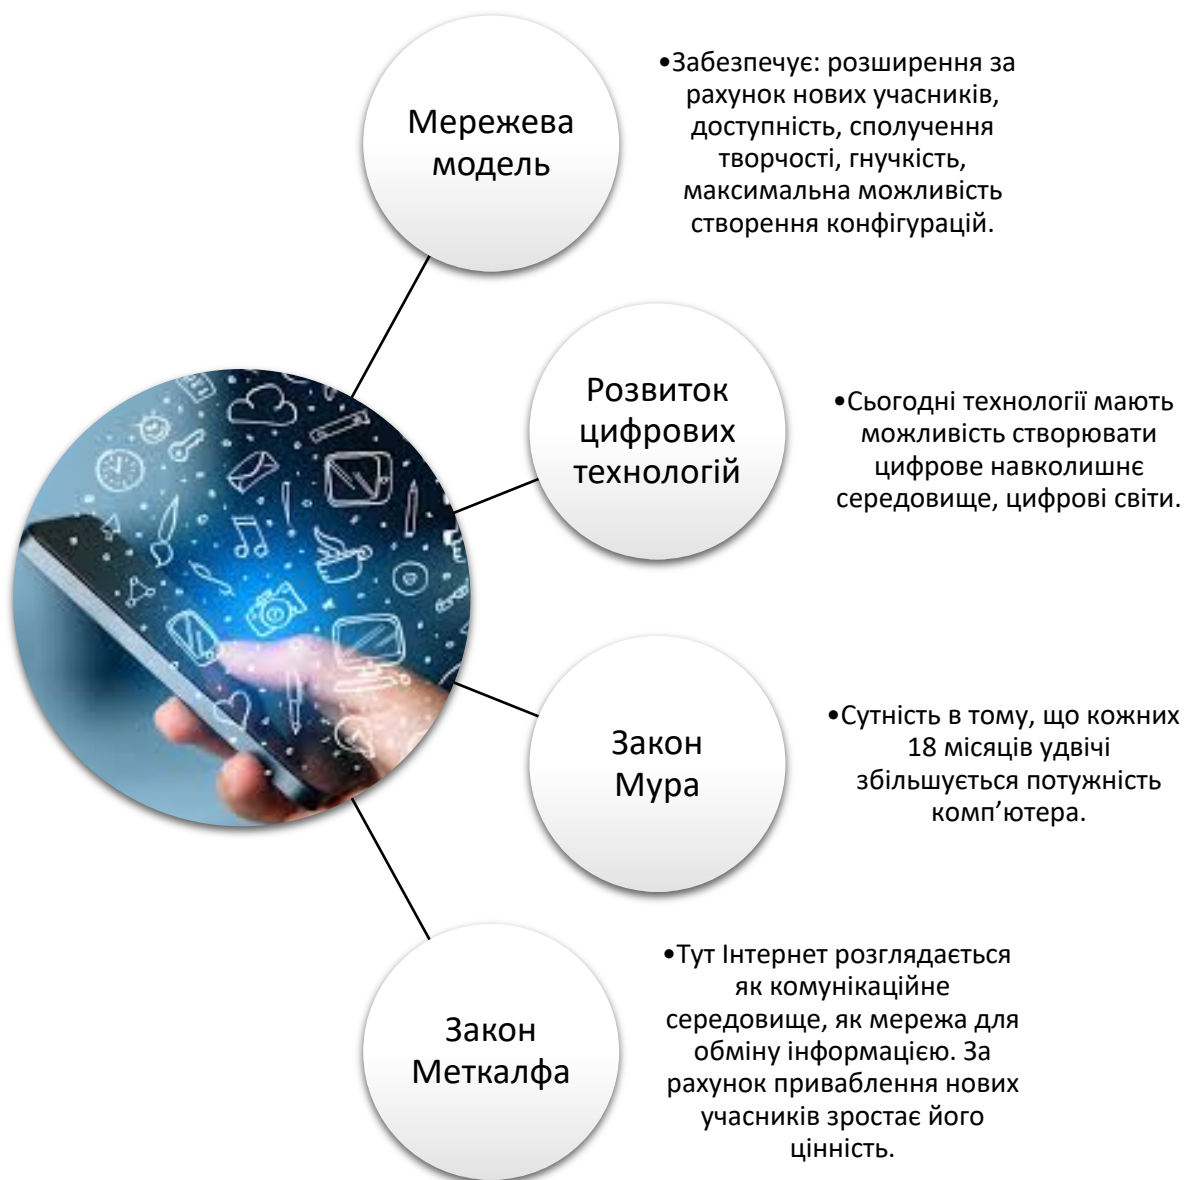 Мережева
модель
•Забезпечує: розширення за
рахунок нових учасників,
доступність, сполучення
творчості, гнучкість,
максимальна можливість
створення конфігурацій.
Розвиток
цифрових
технологій
•Сьогодні технології мають
можливість створювати
цифрове навколишнє
середовище, цифрові світи.
Закон
Мура
•Сутність в тому, що кожних
18 місяців удвічі
збільшується потужність
комп’ютера.
Закон
Меткалфа
•Тут Інтернет розглядається
як комунікаційне
середовище, як мережа для
обміну інформацією. За
рахунок приваблення нових
учасників зростає його
цінність.